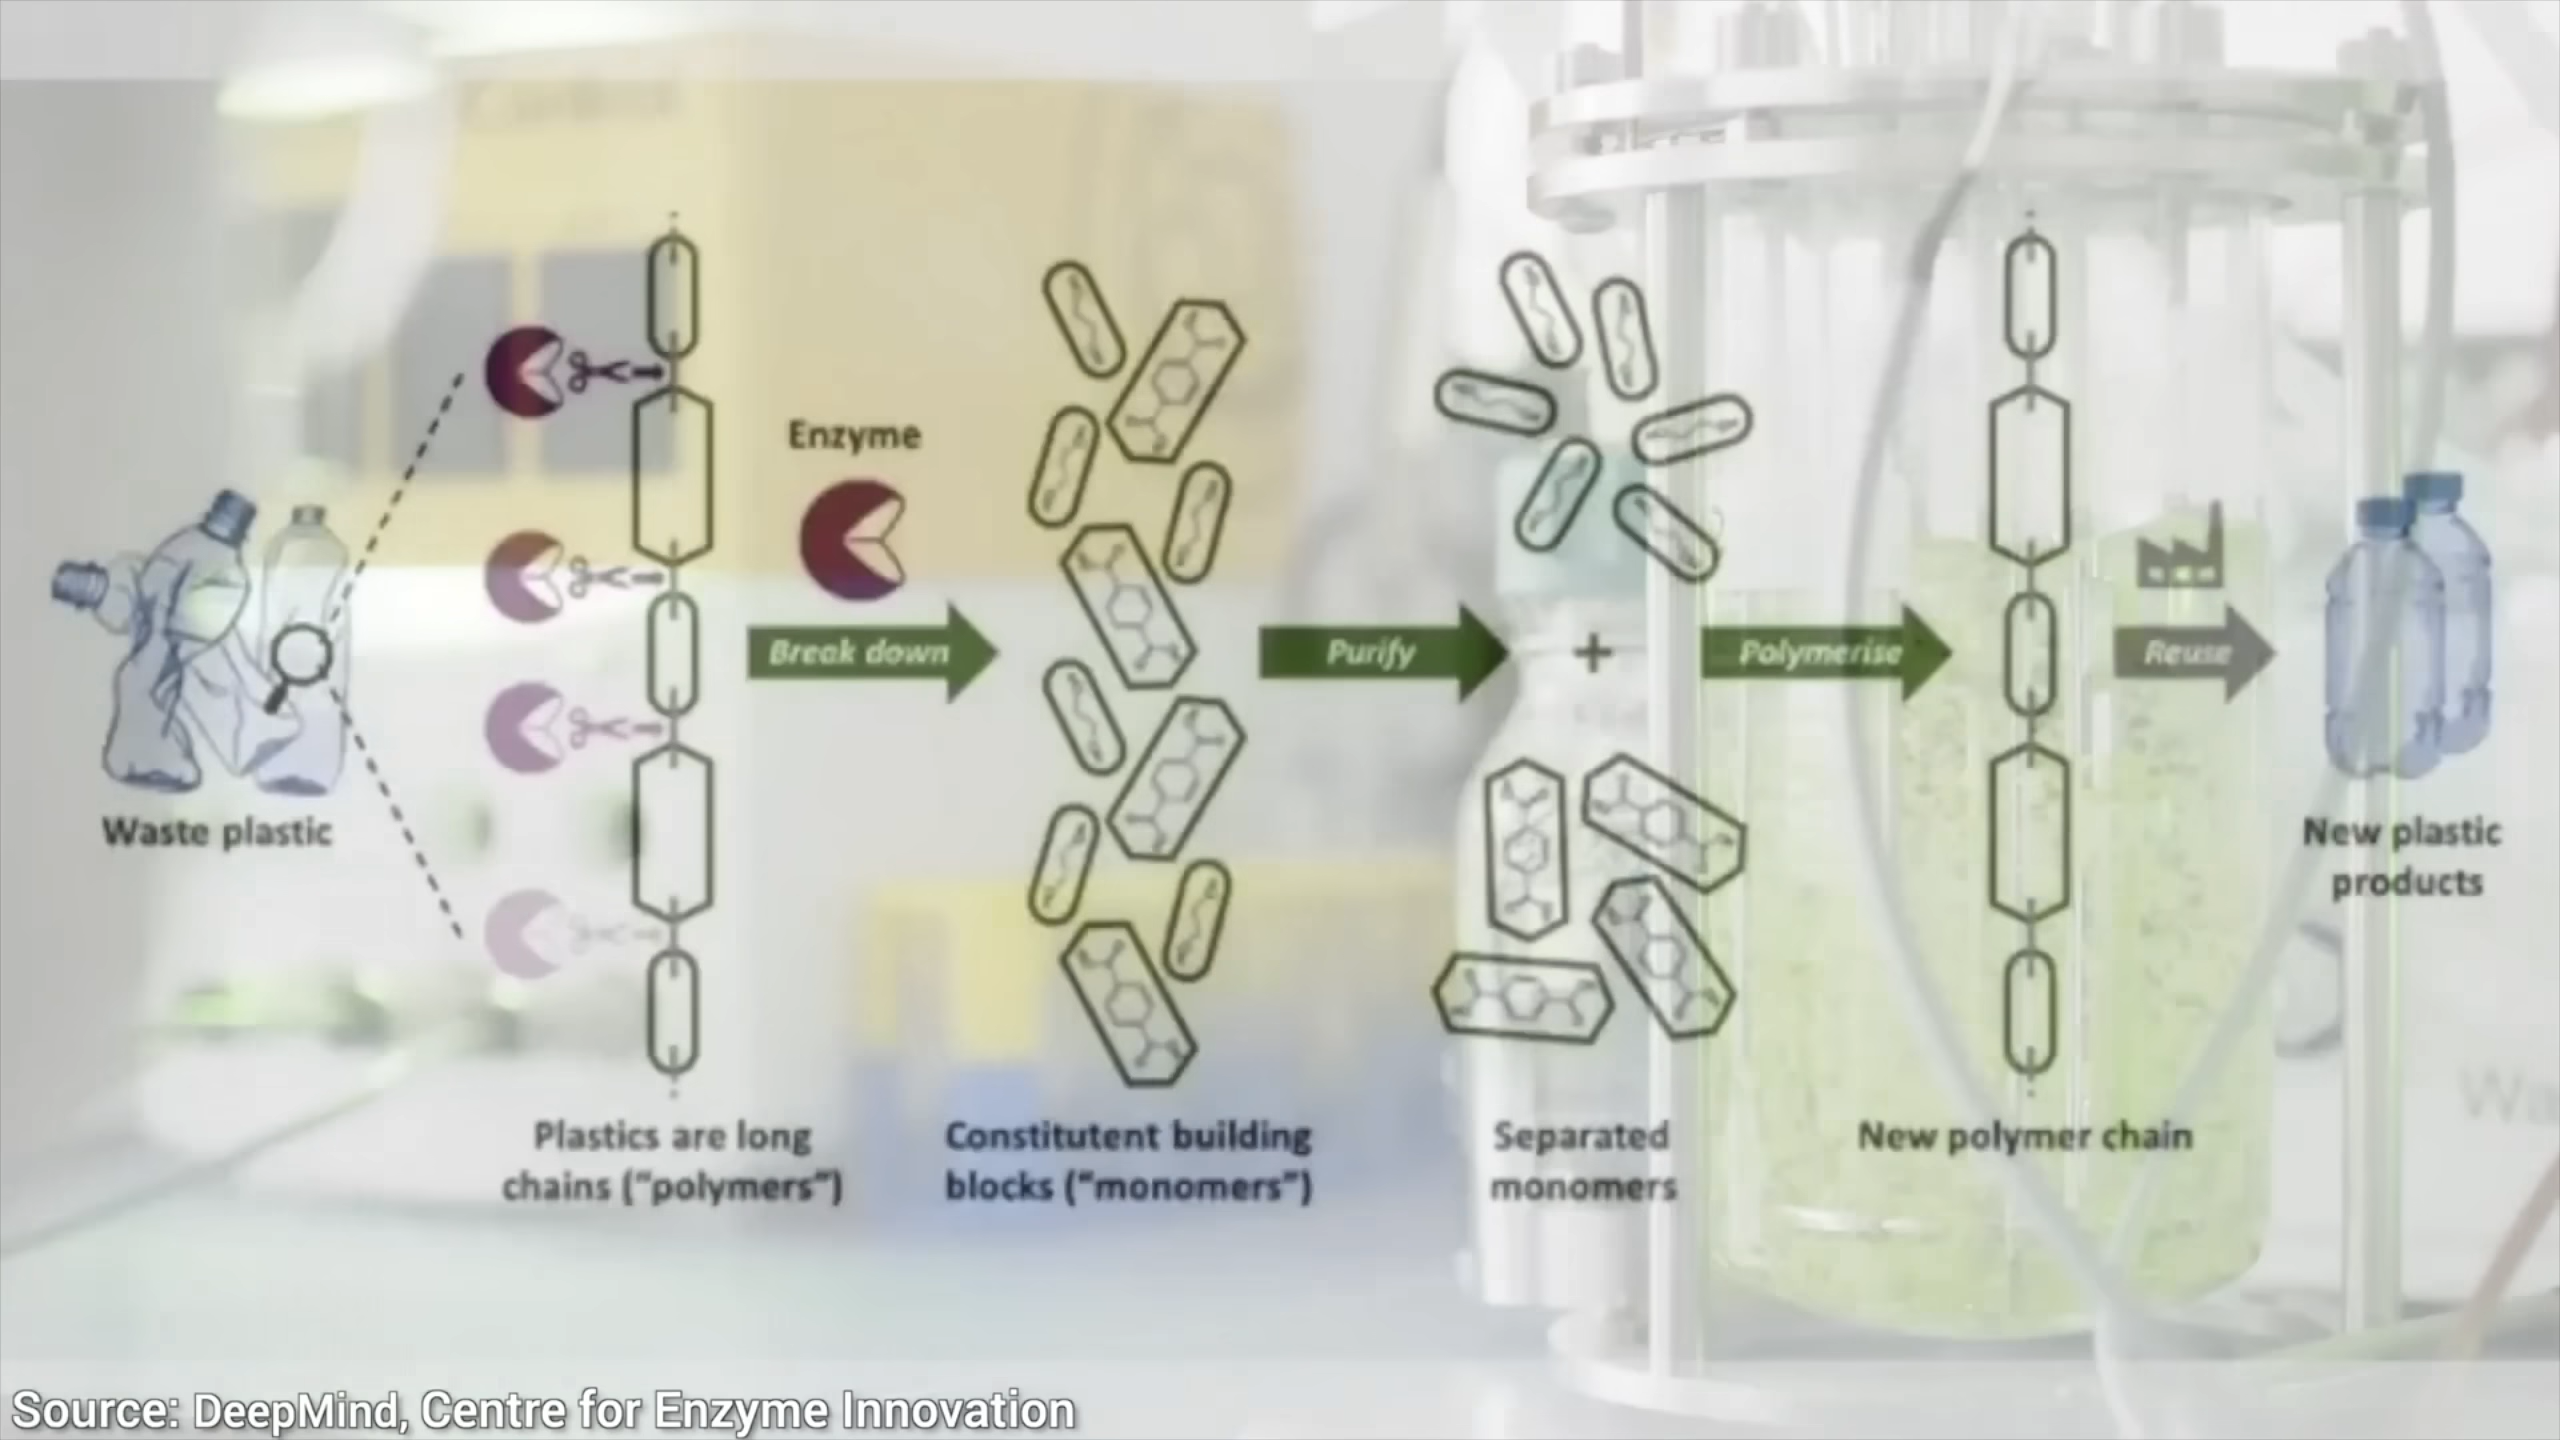 Enzyme
Break down
Purify
+
Polymerise
Reuse
Waste plastic
New plastic
products
Plastics are long
chains ("polymers")
Constitutent building
blocks ("monomers")
Separated
monomers
New polymer chain
Source: DeepMind, Centre for Enzyme Innovation